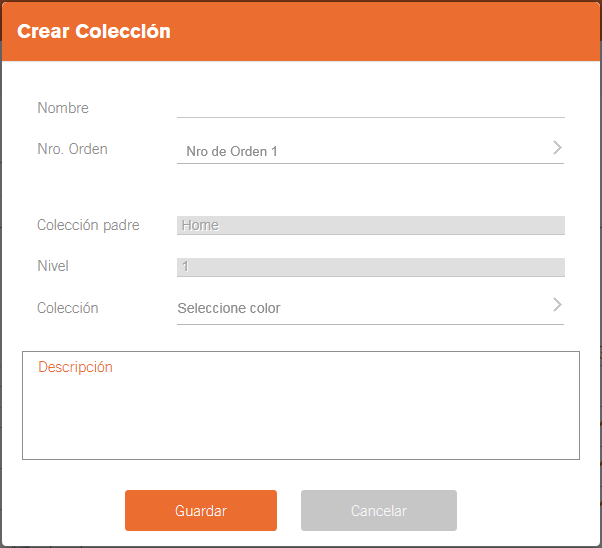 Crear Colección
Nombre
Nro. Orden
Nro de Orden 1
Colección padre
Home
Nivel
1
Colección
Seleccione color
Descripción
Guardar
Cancelar